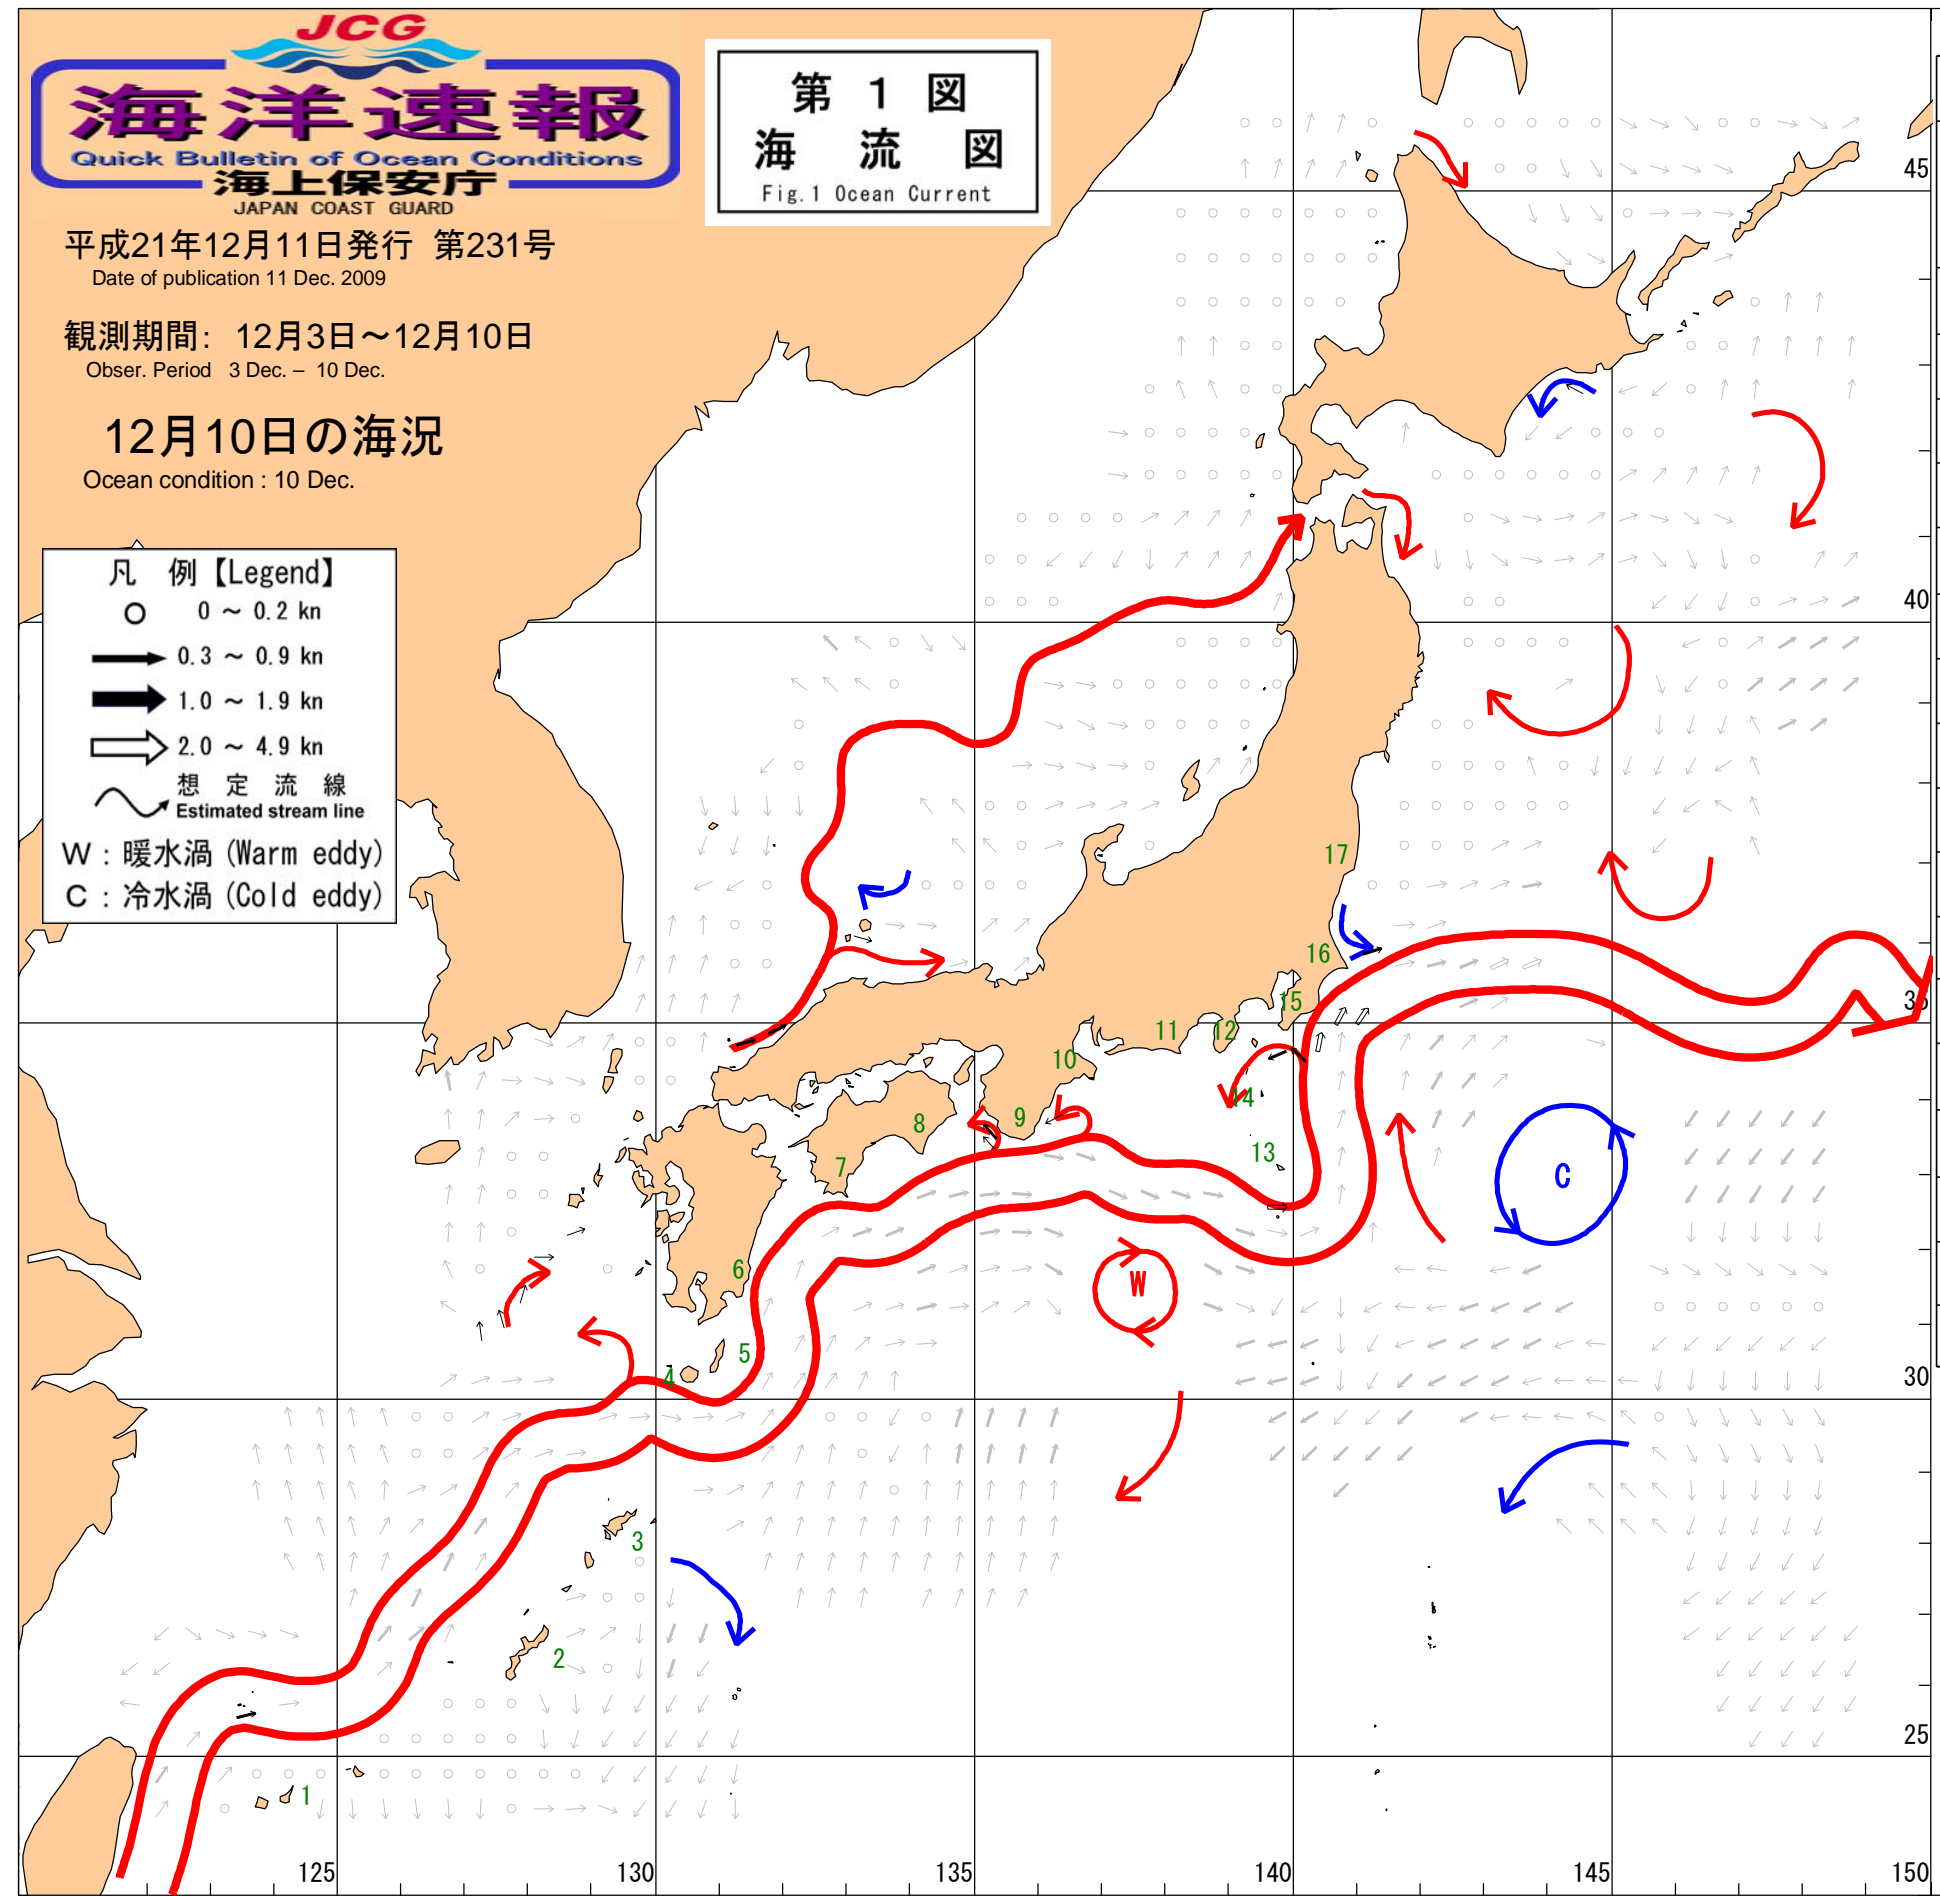 JCG
海洋速報
Quick Bulletin of Ocean Conditions
海上保安庁
JAPAN COAST GUARD
第 1 図
海 流 図
Fig.1 Ocean Current
平成21年12月11日発行 第231号
Date of publication 11 Dec. 2009
観測期間: 12月3日～12月10日
Obser. Period 3 Dec. – 10 Dec.
12月10日の海況
Ocean condition : 10 Dec.
凡 例【Legend】
0 ～ 0.2 kn
0.3 ～ 0.9 kn
1.0 ～ 1.9 kn
2.0 ～ 4.9 kn
想 定 流 線
Estimated stream line
W : 暖水渦 (Warm eddy)
C : 冷水渦 (Cold eddy)
45
40
17
16
35
15
12
11
10
14
9
8
13
7
C
6
W
5
4
30
3
2
25
1
125
130
135
140
145
150